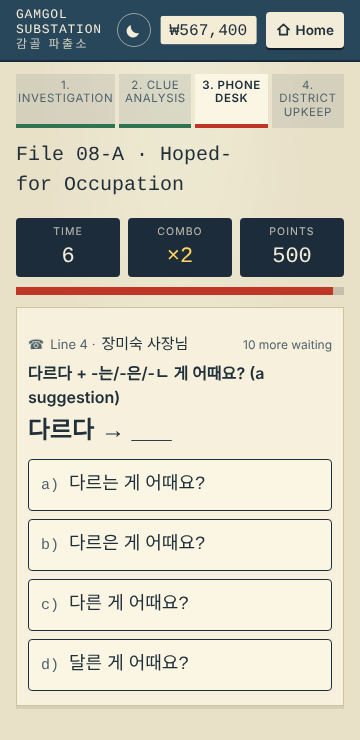 GAMGOL
SUBSTATION
감골 파출소
₩567,400
Home
1.
INVESTIGATION
2. CLUE
ANALYSIS
3. PHONE
DESK
4.
DISTRICT
UPKEEP
File 08-A · Hoped-
for Occupation
TIME
6
COMBO
×2
POINTS
500
☎ Line 4 · 장미숙 사장님
10 more waiting
다르다 + -는/-은/-ㄴ 게 어때요? (a
suggestion)
다르다 → ___
a) 다르는 게 어때요?
b) 다르은 게 어때요?
c) 다른 게 어때요?
d) 달른 게 어때요?